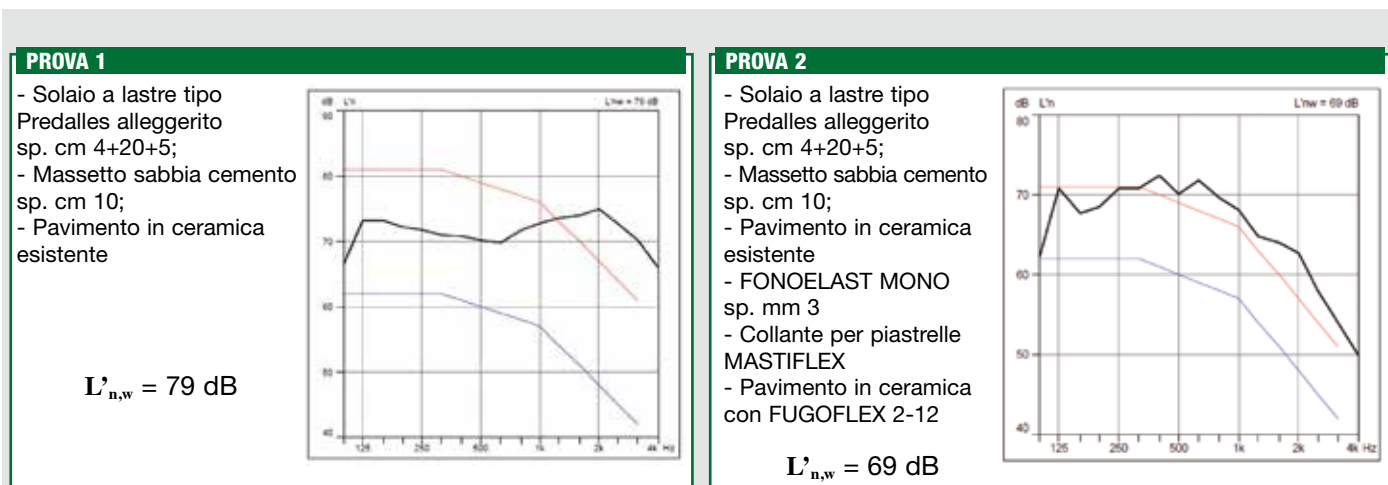 PROVA 1
- Solaio a lastre tipo
Predalles alleggerito
sp. cm 4+20+5;
- Massetto sabbia cemento
sp. cm 10;
- Pavimento in ceramica
esistente
L'n,w = 79 dB
dB L'n
L'nw = 79 dB
90
80
70
60
50
40
125 250 500 1k 2k 4k Hz
PROVA 2
- Solaio a lastre tipo
Predalles alleggerito
sp. cm 4+20+5;
- Massetto sabbia cemento
sp. cm 10;
- Pavimento in ceramica
esistente
- FONOELAST MONO
sp. mm 3
- Collante per piastrelle
MASTIFLEX
- Pavimento in ceramica
con FUGOFLEX 2-12
L'n,w = 69 dB
dB L'n
L'nw = 69 dB
80
70
60
50
40
125 250 500 1k 2k 4k Hz